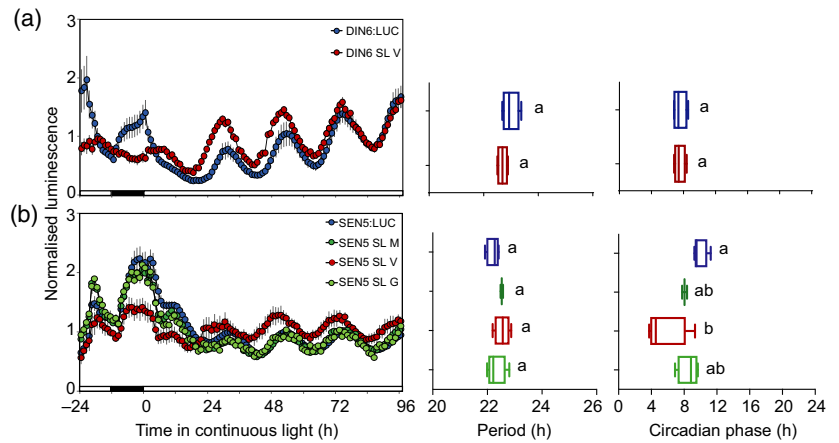 (a)
3
2
1
0
DIN6:LUC
DIN6 SL V
a
a
a
a
Normalised luminescence
(b)
3
2
1
0
SEN5:LUC
SEN5 SL M
SEN5 SL V
SEN5 SL G
a
a
a
a
a
ab
b
ab
–24 0 24 48 72 96
20 22 24 26
0 4 8 12 16 20 24
Time in continuous light (h)
Period (h)
Circadian phase (h)